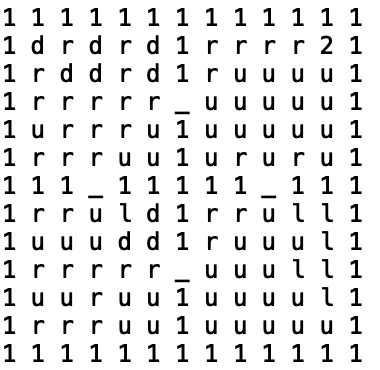 1 1 1 1 1 1 1 1 1 1 1 1 1
1 d r d r d 1 r r r r 2 1
1 r d d r d 1 r u u u u 1
1 r r r r r _ u u u u u 1
1 u r r r u 1 u u u u u 1
1 r r r u u 1 u r u r u 1
1 1 1 _ 1 1 1 1 1 _ 1 1 1
1 r r u l d 1 r r u l l 1
1 u u u d d 1 r u u u l 1
1 r r r r r _ u u u l l 1
1 u u r u u 1 u u u u l 1
1 r r r u u 1 u u u u u 1
1 1 1 1 1 1 1 1 1 1 1 1 1